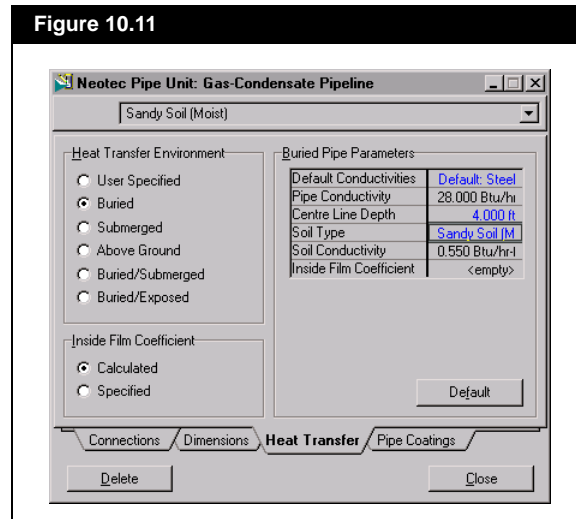 Figure 10.11
Neotec Pipe Unit: Gas-Condensate Pipeline
Sandy Soil (Moist)
Heat Transfer Environment
User Specified
Buried
Submerged
Above Ground
Buried/Submerged
Buried/Exposed
Inside Film Coefficient
Calculated
Specified
Buried Pipe Parameters
Default Conductivities Default: Steel
Pipe Conductivity 28.000 Btu/hr
Centre Line Depth 4.000 ft
Soil Type Sandy Soil (M
Soil Conductivity 0.550 Btu/hr-
Inside Film Coefficient <empty>
Default
Connections Dimensions Heat Transfer Pipe Coatings
Delete Close